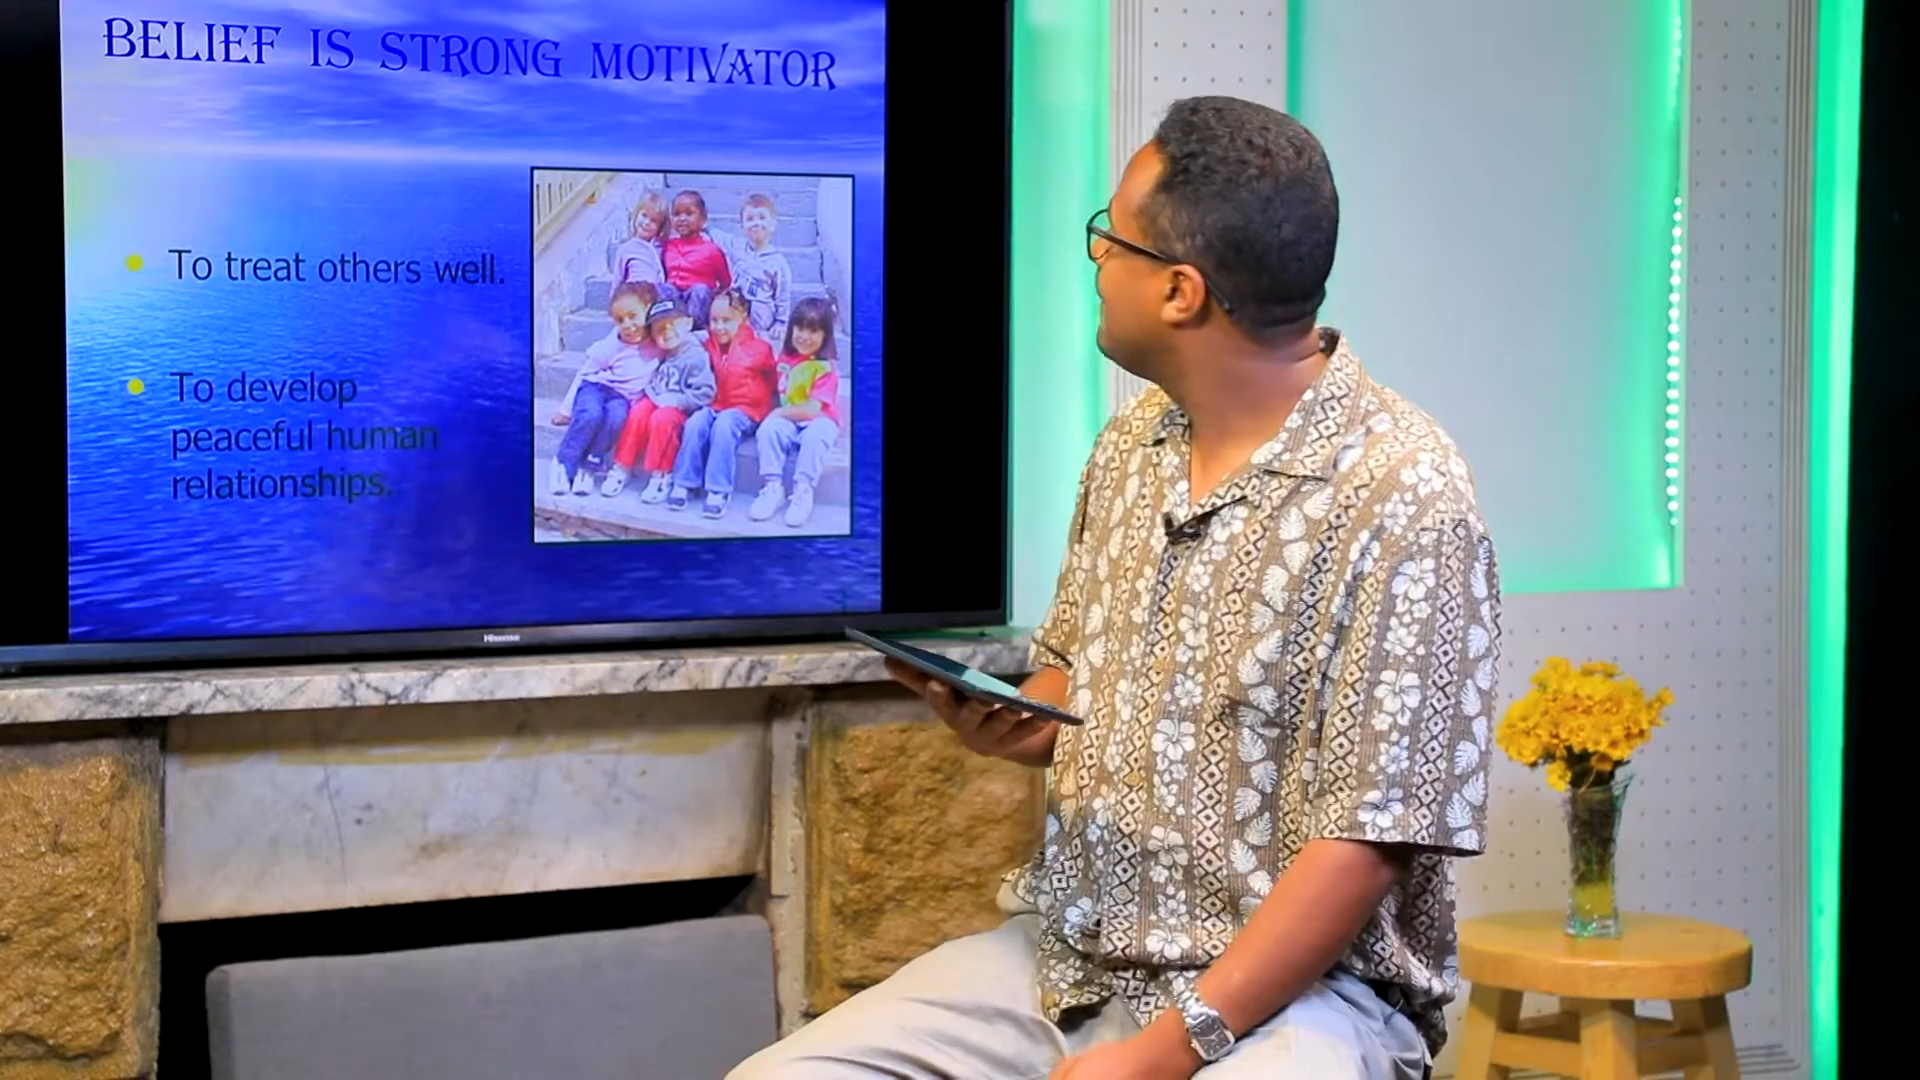 BELIEF IS STRONG MOTIVATOR
To treat others well.
To develop
peaceful human
relationships.
Hisense